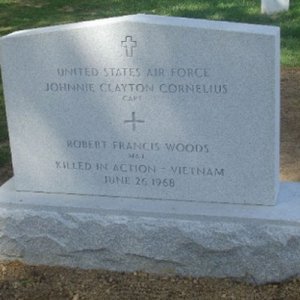 UNITED STATES AIR FORCE
JOHNNIE CLAYTON CORNELIUS
CAPT
ROBERT FRANCIS WOODS
MAJ
KILLED IN ACTION - VIETNAM
JUNE 26 1968